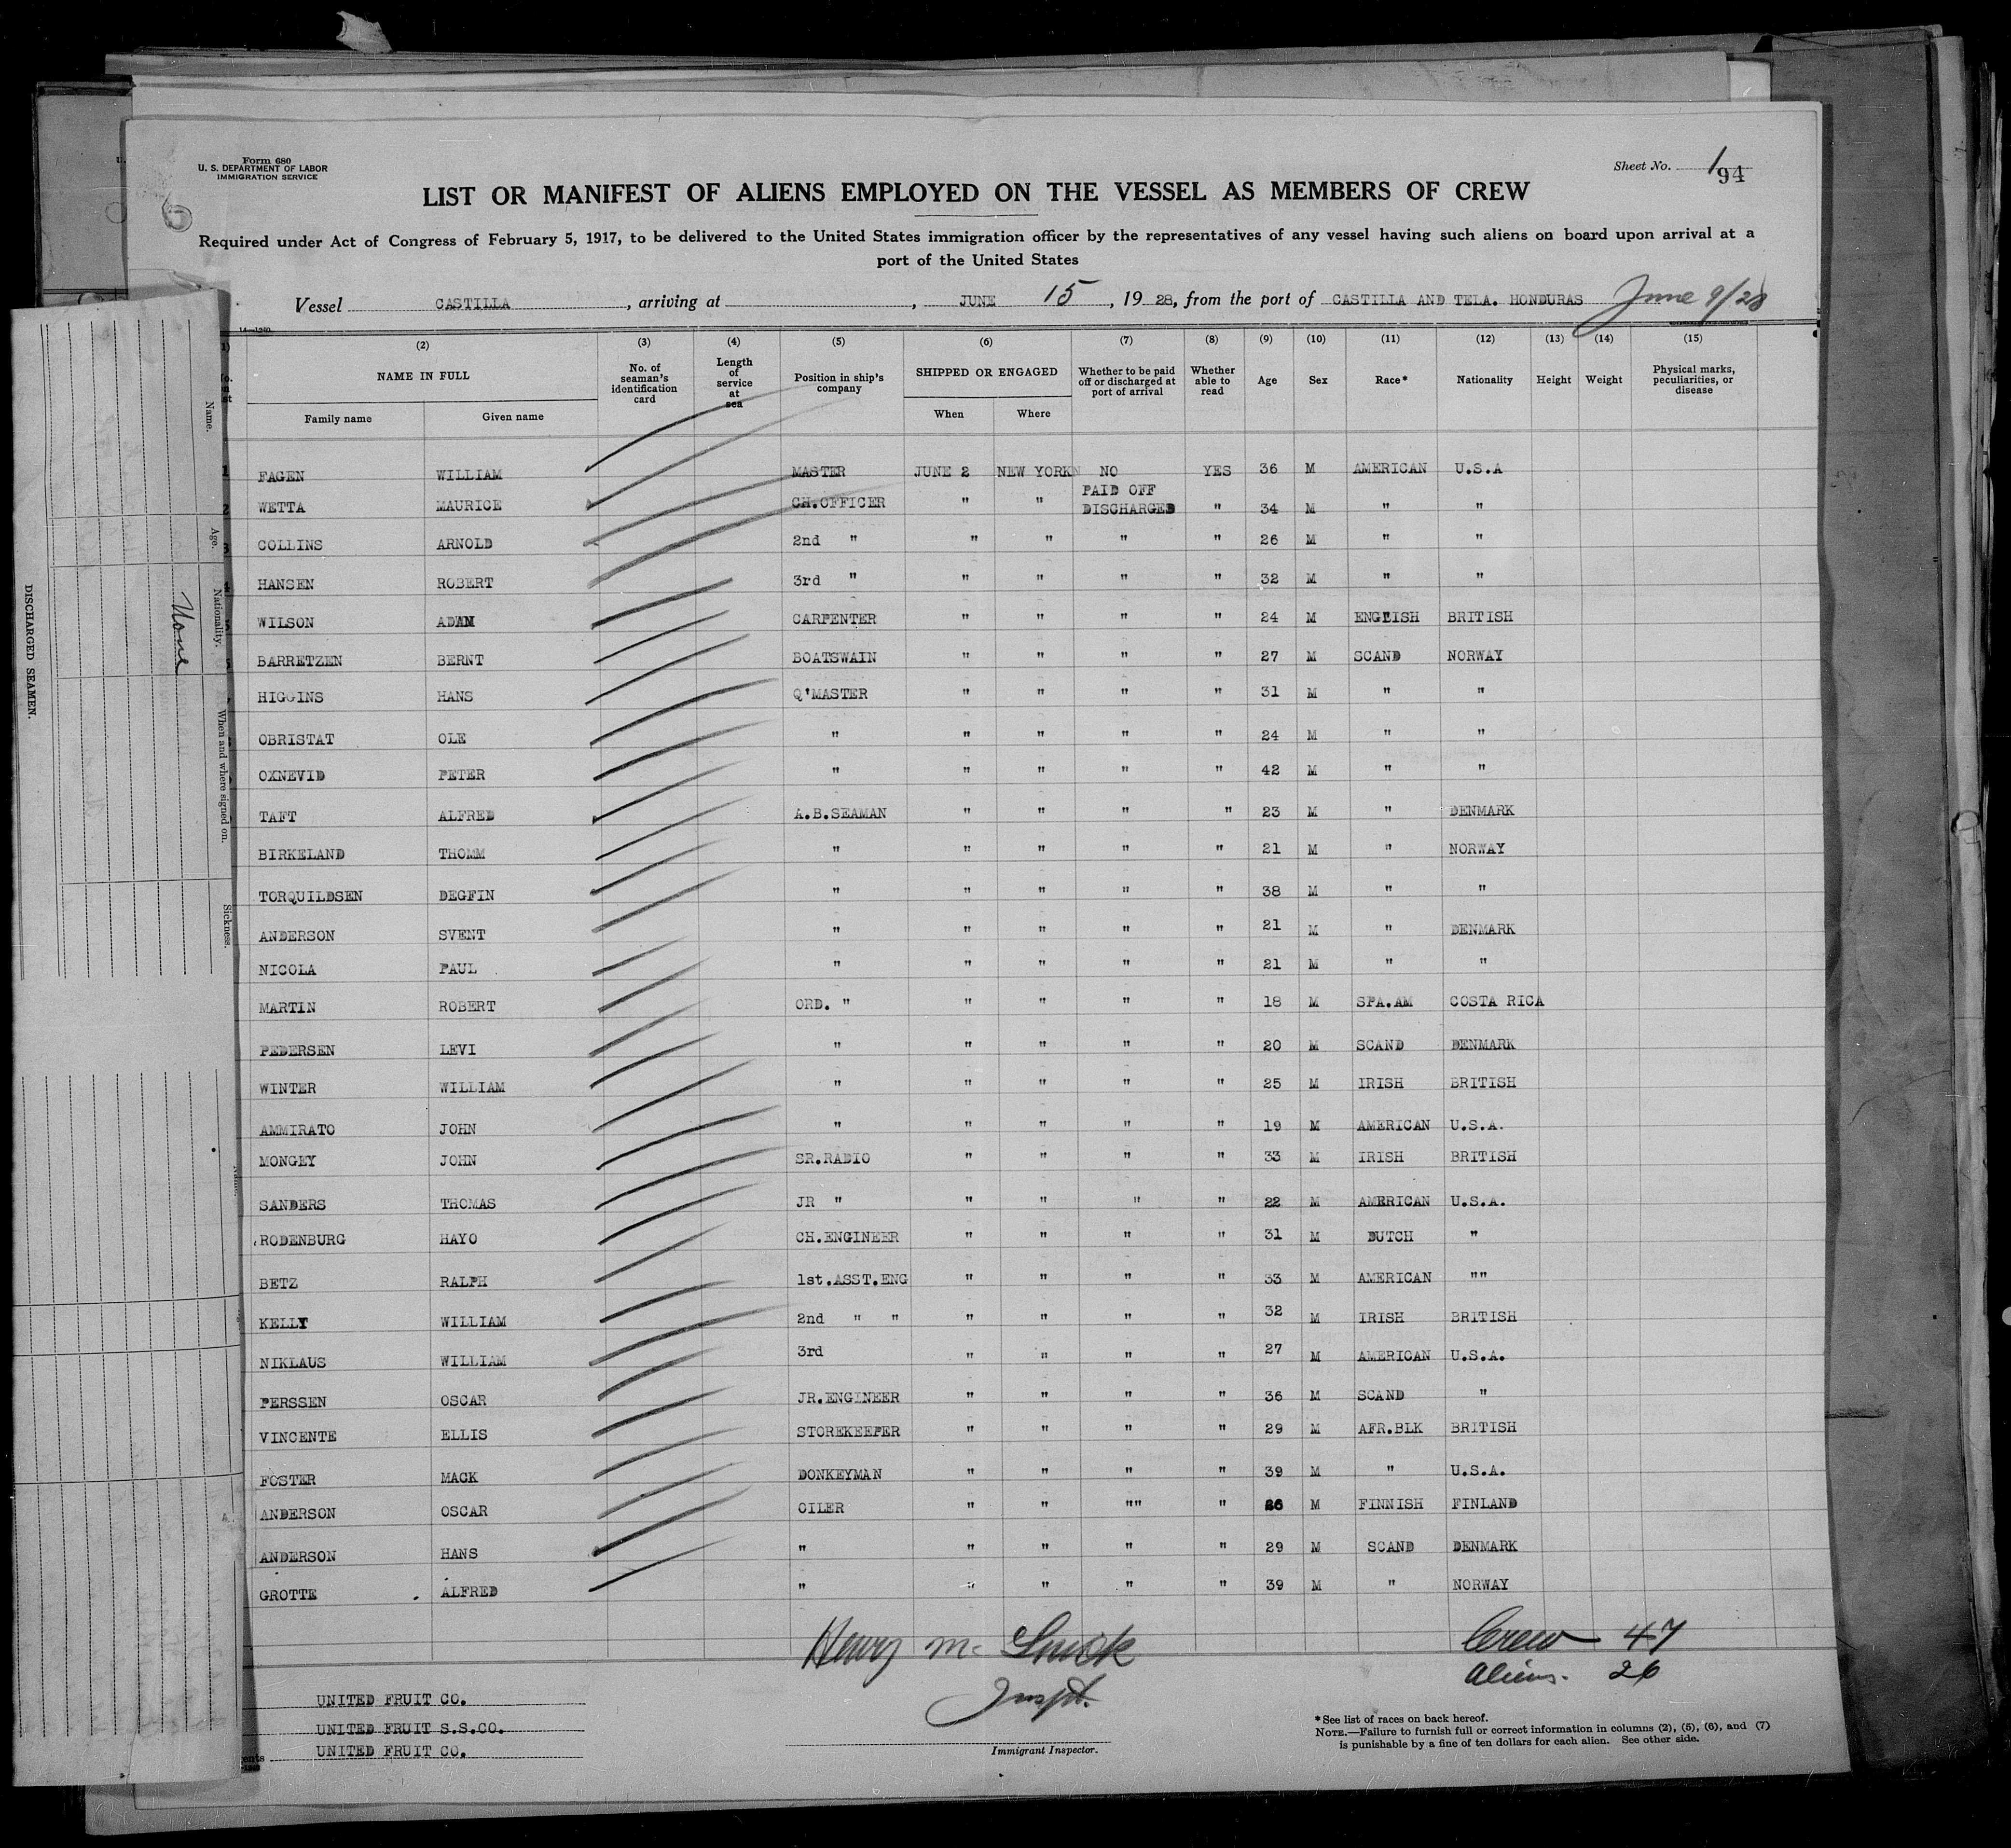 Form 680
U. S. DEPARTMENT OF LABOR
IMMIGRATION SERVICE
Sheet No. 1
94
LIST OR MANIFEST OF ALIENS EMPLOYED ON THE VESSEL AS MEMBERS OF CREW
Required under Act of Congress of February 5, 1917, to be delivered to the United States immigration officer by the representatives of any vessel having such aliens on board upon arrival at a
port of the United States
Vessel CASTILLA, arriving at , JUNE 15, 1928, from the port of CASTILLA AND TELA. HONDURAS June 9/28
(2) (3) (4) (5) (6) (7) (8) (9) (10) (11) (12) (13) (14) (15)
NAME IN FULL
Family name Given name
No. of seaman's identification card
Length of service at sea
Position in ship's company
SHIPPED OR ENGAGED
When Where
Whether to be paid off or discharged at port of arrival
Whether able to read
Age Sex Race* Nationality Height Weight
Physical marks, peculiarities, or disease
1 FAGEN WILLIAM MASTER JUNE 2 NEW YORK NO YES 36 M AMERICAN U.S.A
2 WETTA MAURICE CH.OFFICER " " PAID OFF DISCHARGED " 34 M " "
3 COLLINS ARNOLD 2nd " " " " " 26 M " "
4 HANSEN ROBERT 3rd " " " " " 32 M " "
5 WILSON ADAM CARPENTER " " " " 24 M ENGLISH BRITISH
BARRETZEN BERNT BOATSWAIN " " " " 27 M SCAND NORWAY
HIGGINS HANS Q'MASTER " " " " 31 M " "
OBRISTAT OLE " " " " " 24 M " "
OXNEVID PETER " " " " " 42 M " "
TAFT ALFRED A.B.SEAMAN " " " " 23 M " DENMARK
BIRKELAND THOMM " " " " " 21 M " NORWAY
TORQUILDSEN DEGFIN " " " " " 38 M " "
ANDERSON SVENT " " " " " 21 M " DENMARK
NICOLA PAUL " " " " " 21 M " "
MARTIN ROBERT ORD. " " " " " 18 M SPA.AM COSTA RICA
PEDERSEN LEVI " " " " " 20 M SCAND DENMARK
WINTER WILLIAM " " " " " 25 M IRISH BRITISH
AMMIRATO JOHN " " " " " 19 M AMERICAN U.S.A.
MONGEY JOHN SR.RADIO " " " " 33 M IRISH BRITISH
SANDERS THOMAS JR " " " " " 22 M AMERICAN U.S.A.
RODENBURG HAYO CH.ENGINEER " " " " 31 M DUTCH "
BETZ RALPH 1st.ASST.ENG " " " " 33 M AMERICAN ""
KELLY WILLIAM 2nd " " " " " " 32 M IRISH BRITISH
NIKLAUS WILLIAM 3rd " " " " 27 M AMERICAN U.S.A.
PERSSEN OSCAR JR.ENGINEER " " " " 36 M SCAND "
VINCENTE ELLIS STOREKEEPER " " " " 29 M AFR.BLK BRITISH
FOSTER MACK DONKEYMAN " " " " 39 M " U.S.A.
ANDERSON OSCAR OILER " " "" " 26 M FINNISH FINLAND
ANDERSON HANS " " " " " 29 M SCAND DENMARK
GROTTE ALFRED " " " " " 39 M " NORWAY
Henry Mc
Inspt.
Immigrant Inspector.
Crew 47
Aliens. 26
UNITED FRUIT CO.
UNITED FRUIT S.S.CO.
UNITED FRUIT CO.
*See list of races on back hereof.
NOTE.—Failure to furnish full or correct information in columns (2), (5), (6), and (7)
is punishable by a fine of ten dollars for each alien. See other side.
DISCHARGED SEAMEN.
Name.
Age.
Nationality.
When and where signed on.
Sickness.
None